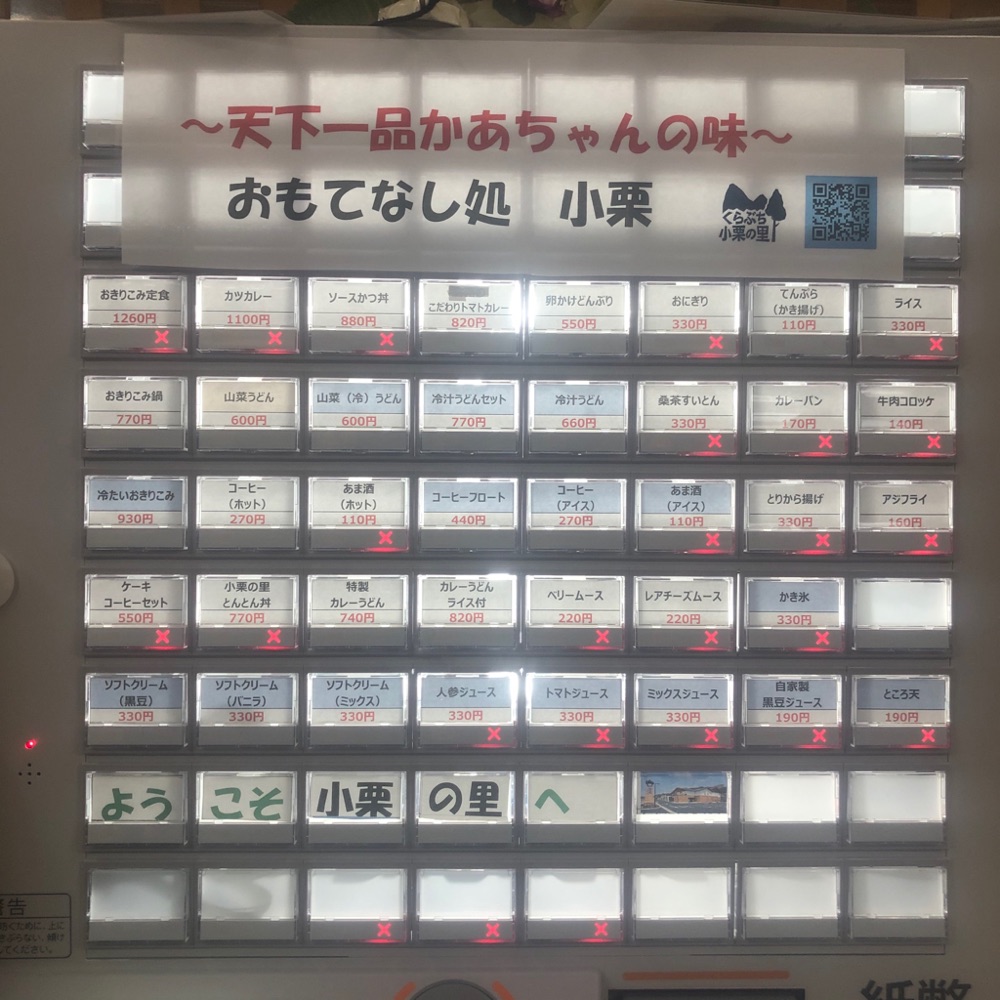 ～天下一品かあちゃんの味～
おもてなし処 小栗
くらぶち
小栗の里
おきりこみ定食
1260円
カツカレー
1100円
ソースかつ丼
880円
こだわりトマトカレー
820円
卵かけどんぶり
550円
おにぎり
330円
てんぷら
（かき揚げ）
110円
ライス
330円
おきりこみ鍋
770円
山菜うどん
600円
山菜（冷）うどん
600円
冷汁うどんセット
770円
冷汁うどん
660円
桑茶すいとん
330円
カレーパン
170円
牛肉コロッケ
140円
冷たいおきりこみ
930円
コーヒー
（ホット）
270円
あま酒
（ホット）
110円
コーヒーフロート
440円
コーヒー
（アイス）
270円
あま酒
（アイス）
110円
とりから揚げ
330円
アジフライ
160円
ケーキ
コーヒーセット
550円
小栗の里
とんとん丼
770円
特製
カレーうどん
740円
カレーうどん
ライス付
820円
ベリームース
220円
レアチーズムース
220円
かき氷
330円
ソフトクリーム
（黒豆）
330円
ソフトクリーム
（バニラ）
330円
ソフトクリーム
（ミックス）
330円
人参ジュース
330円
トマトジュース
330円
ミックスジュース
330円
自家製
黒豆ジュース
190円
ところ天
190円
ようこそ小栗の里へ
警告
ぐために、上に
ぶらない。傾け
てください。
紙幣